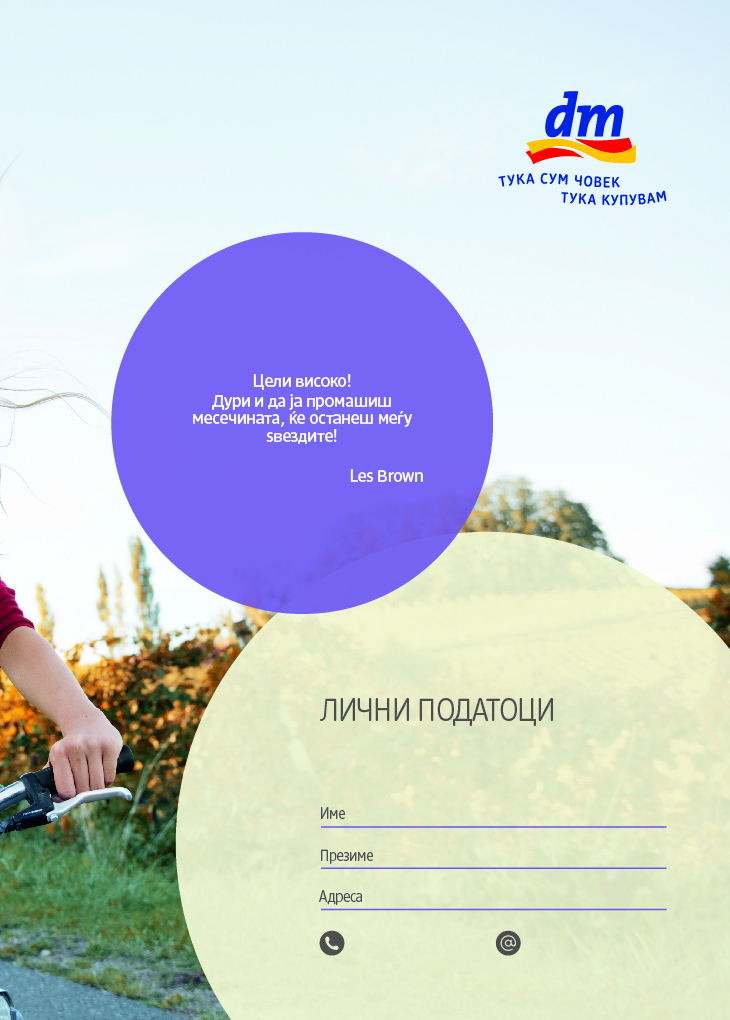 dm
ТУКА СУМ ЧОВЕК
ТУКА КУПУВАМ
Цели високо!
Дури и да ја промашиш
месечината, ќе останеш меѓу
ѕвездите!
Les Brown
ЛИЧНИ ПОДАТОЦИ
Име
Презиме
Адреса
@